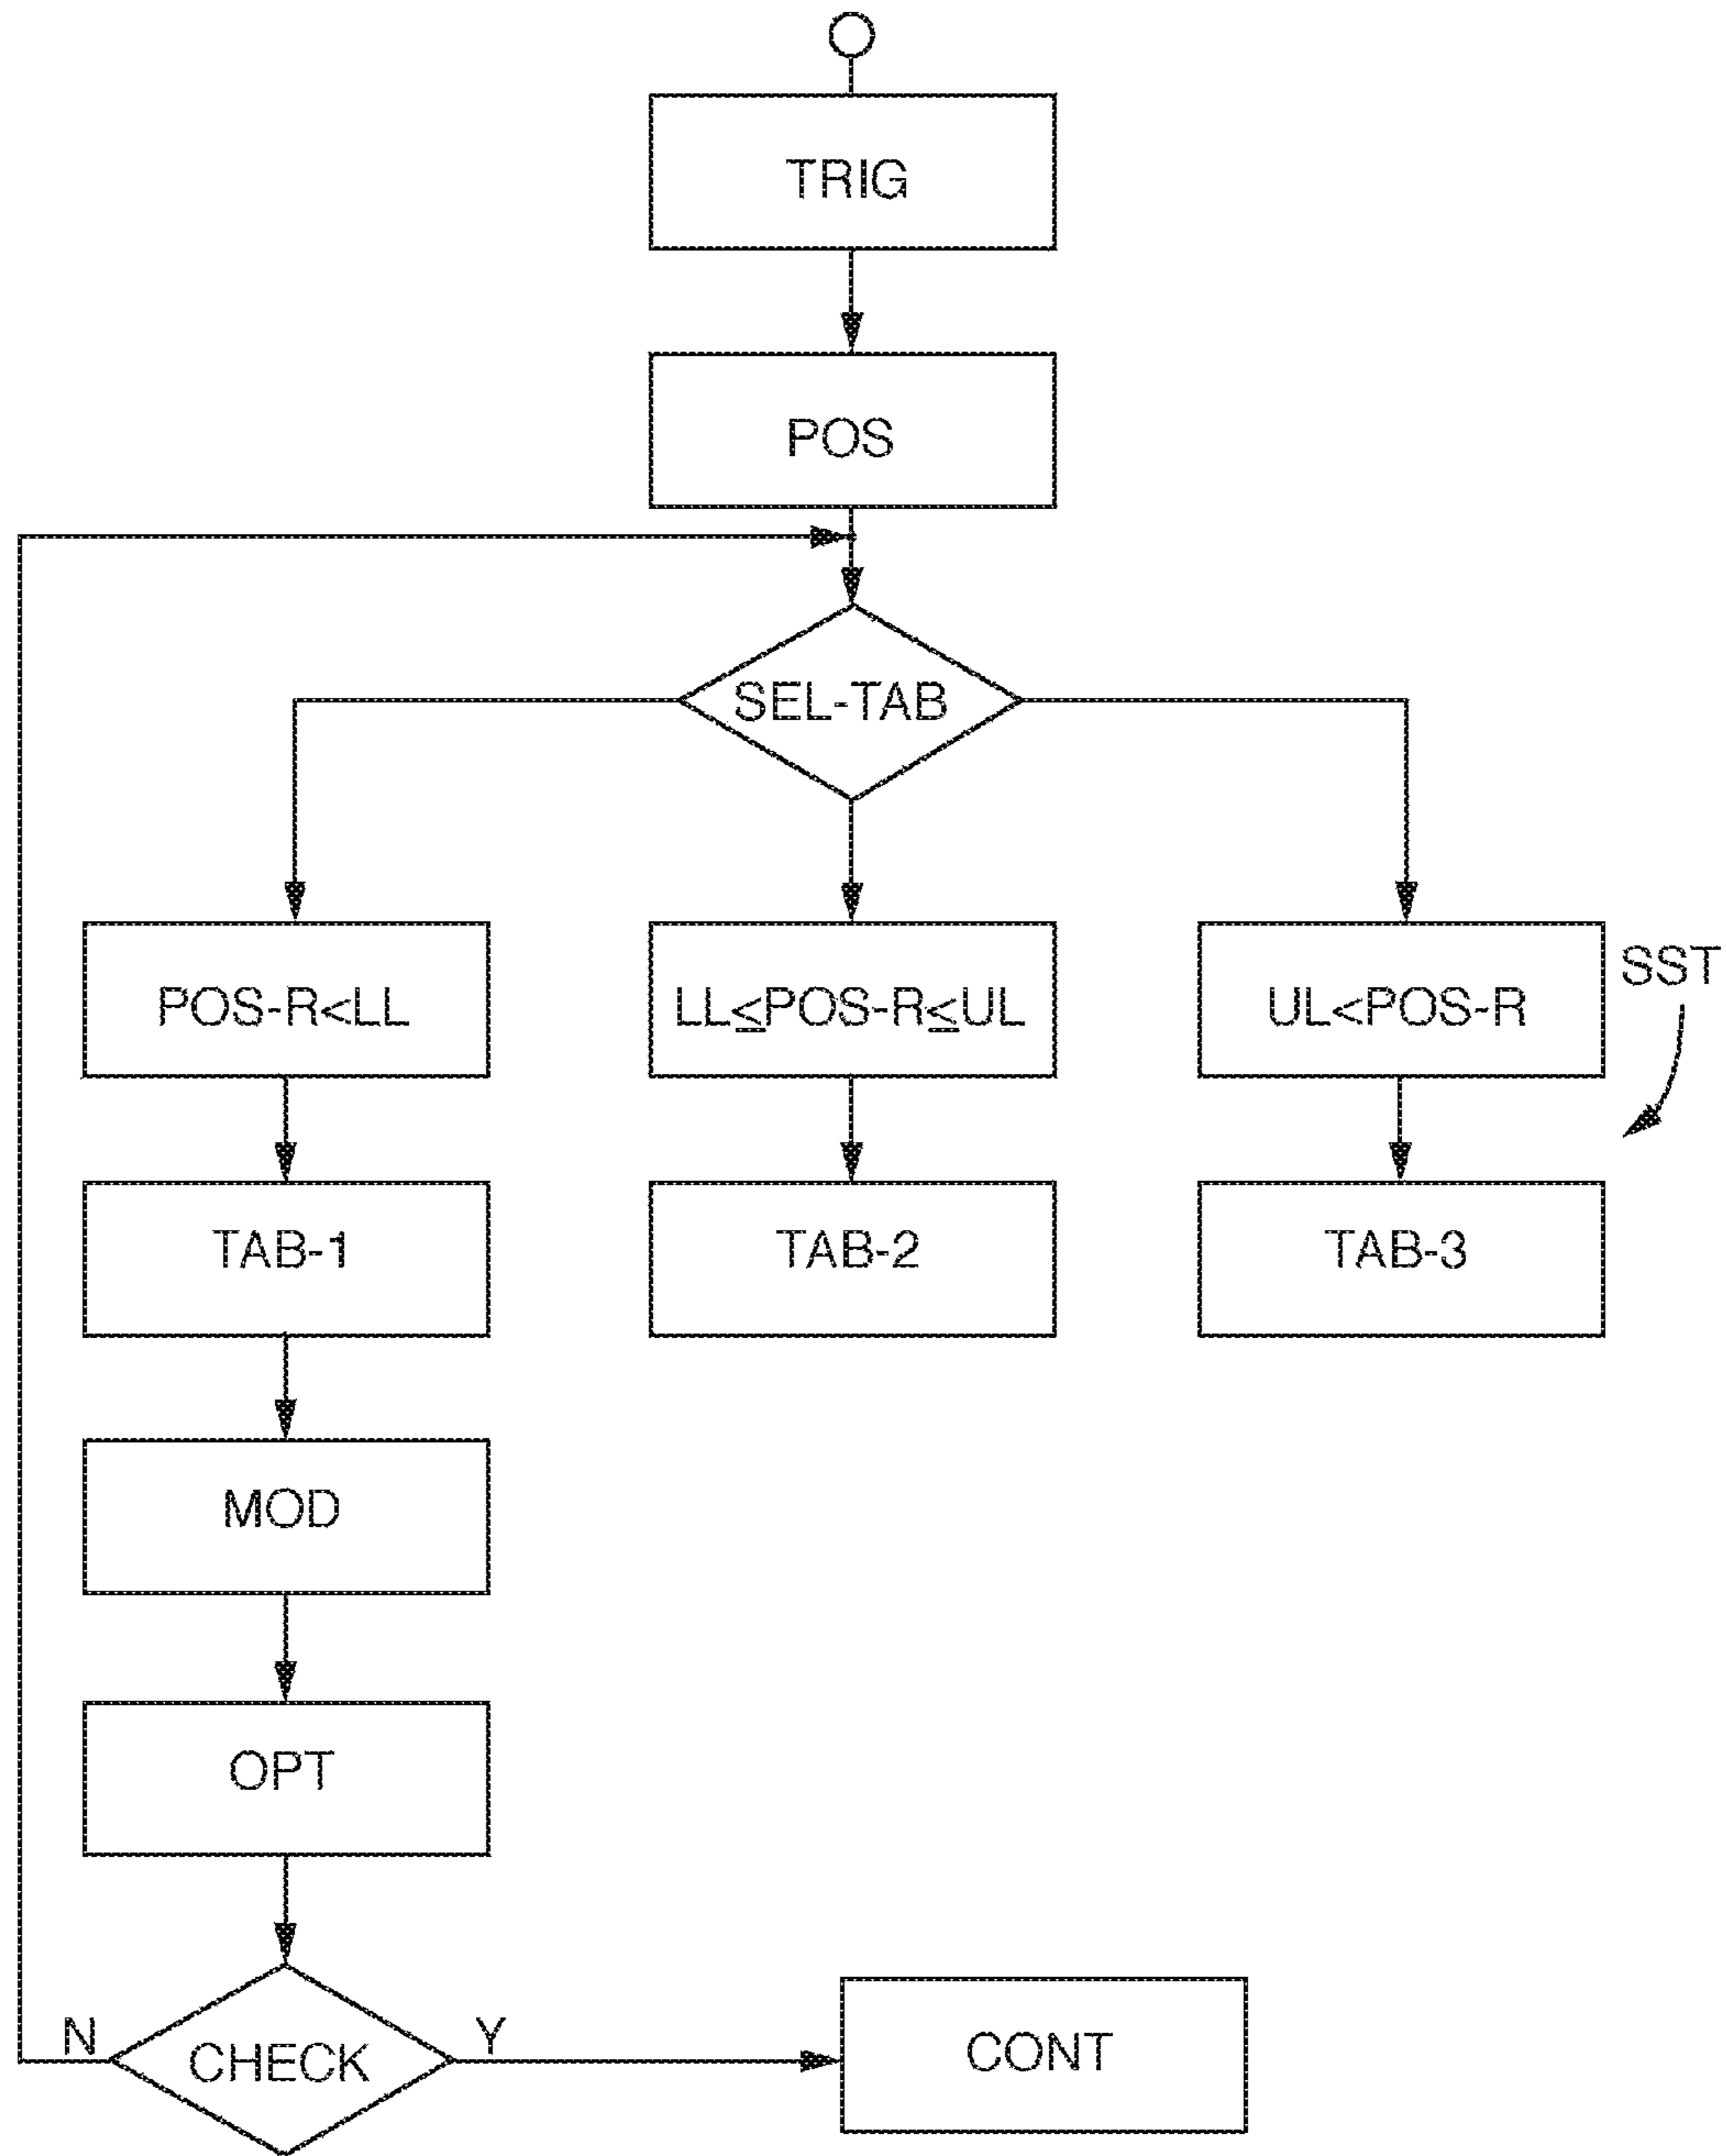 TRIG
POS
SEL-TAB
POS-R<LL
LL≤POS-R≤UL
UL<POS-R
SST
TAB-1
TAB-2
TAB-3
MOD
OPT
N
CHECK
Y
CONT